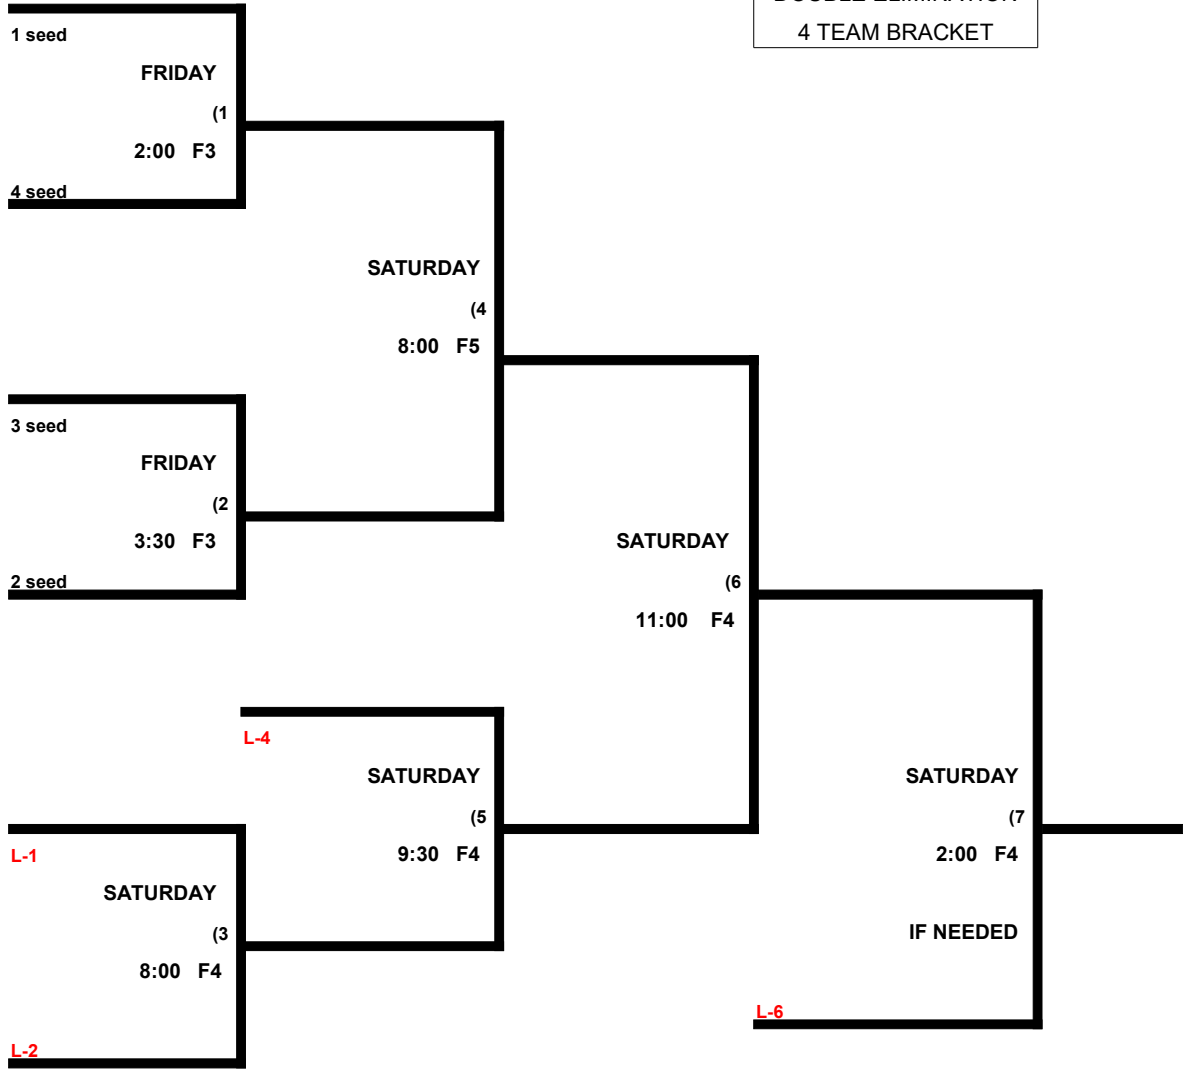 4 TEAM BRACKET
1 seed
FRIDAY
(1
2:00 F3
4 seed
SATURDAY
(4
8:00 F5
3 seed
FRIDAY
(2
3:30 F3
2 seed
SATURDAY
(6
11:00 F4
L-4
SATURDAY
(5
9:30 F4
SATURDAY
(7
2:00 F4
IF NEEDED
L-1
SATURDAY
(3
8:00 F4
L-6
L-2